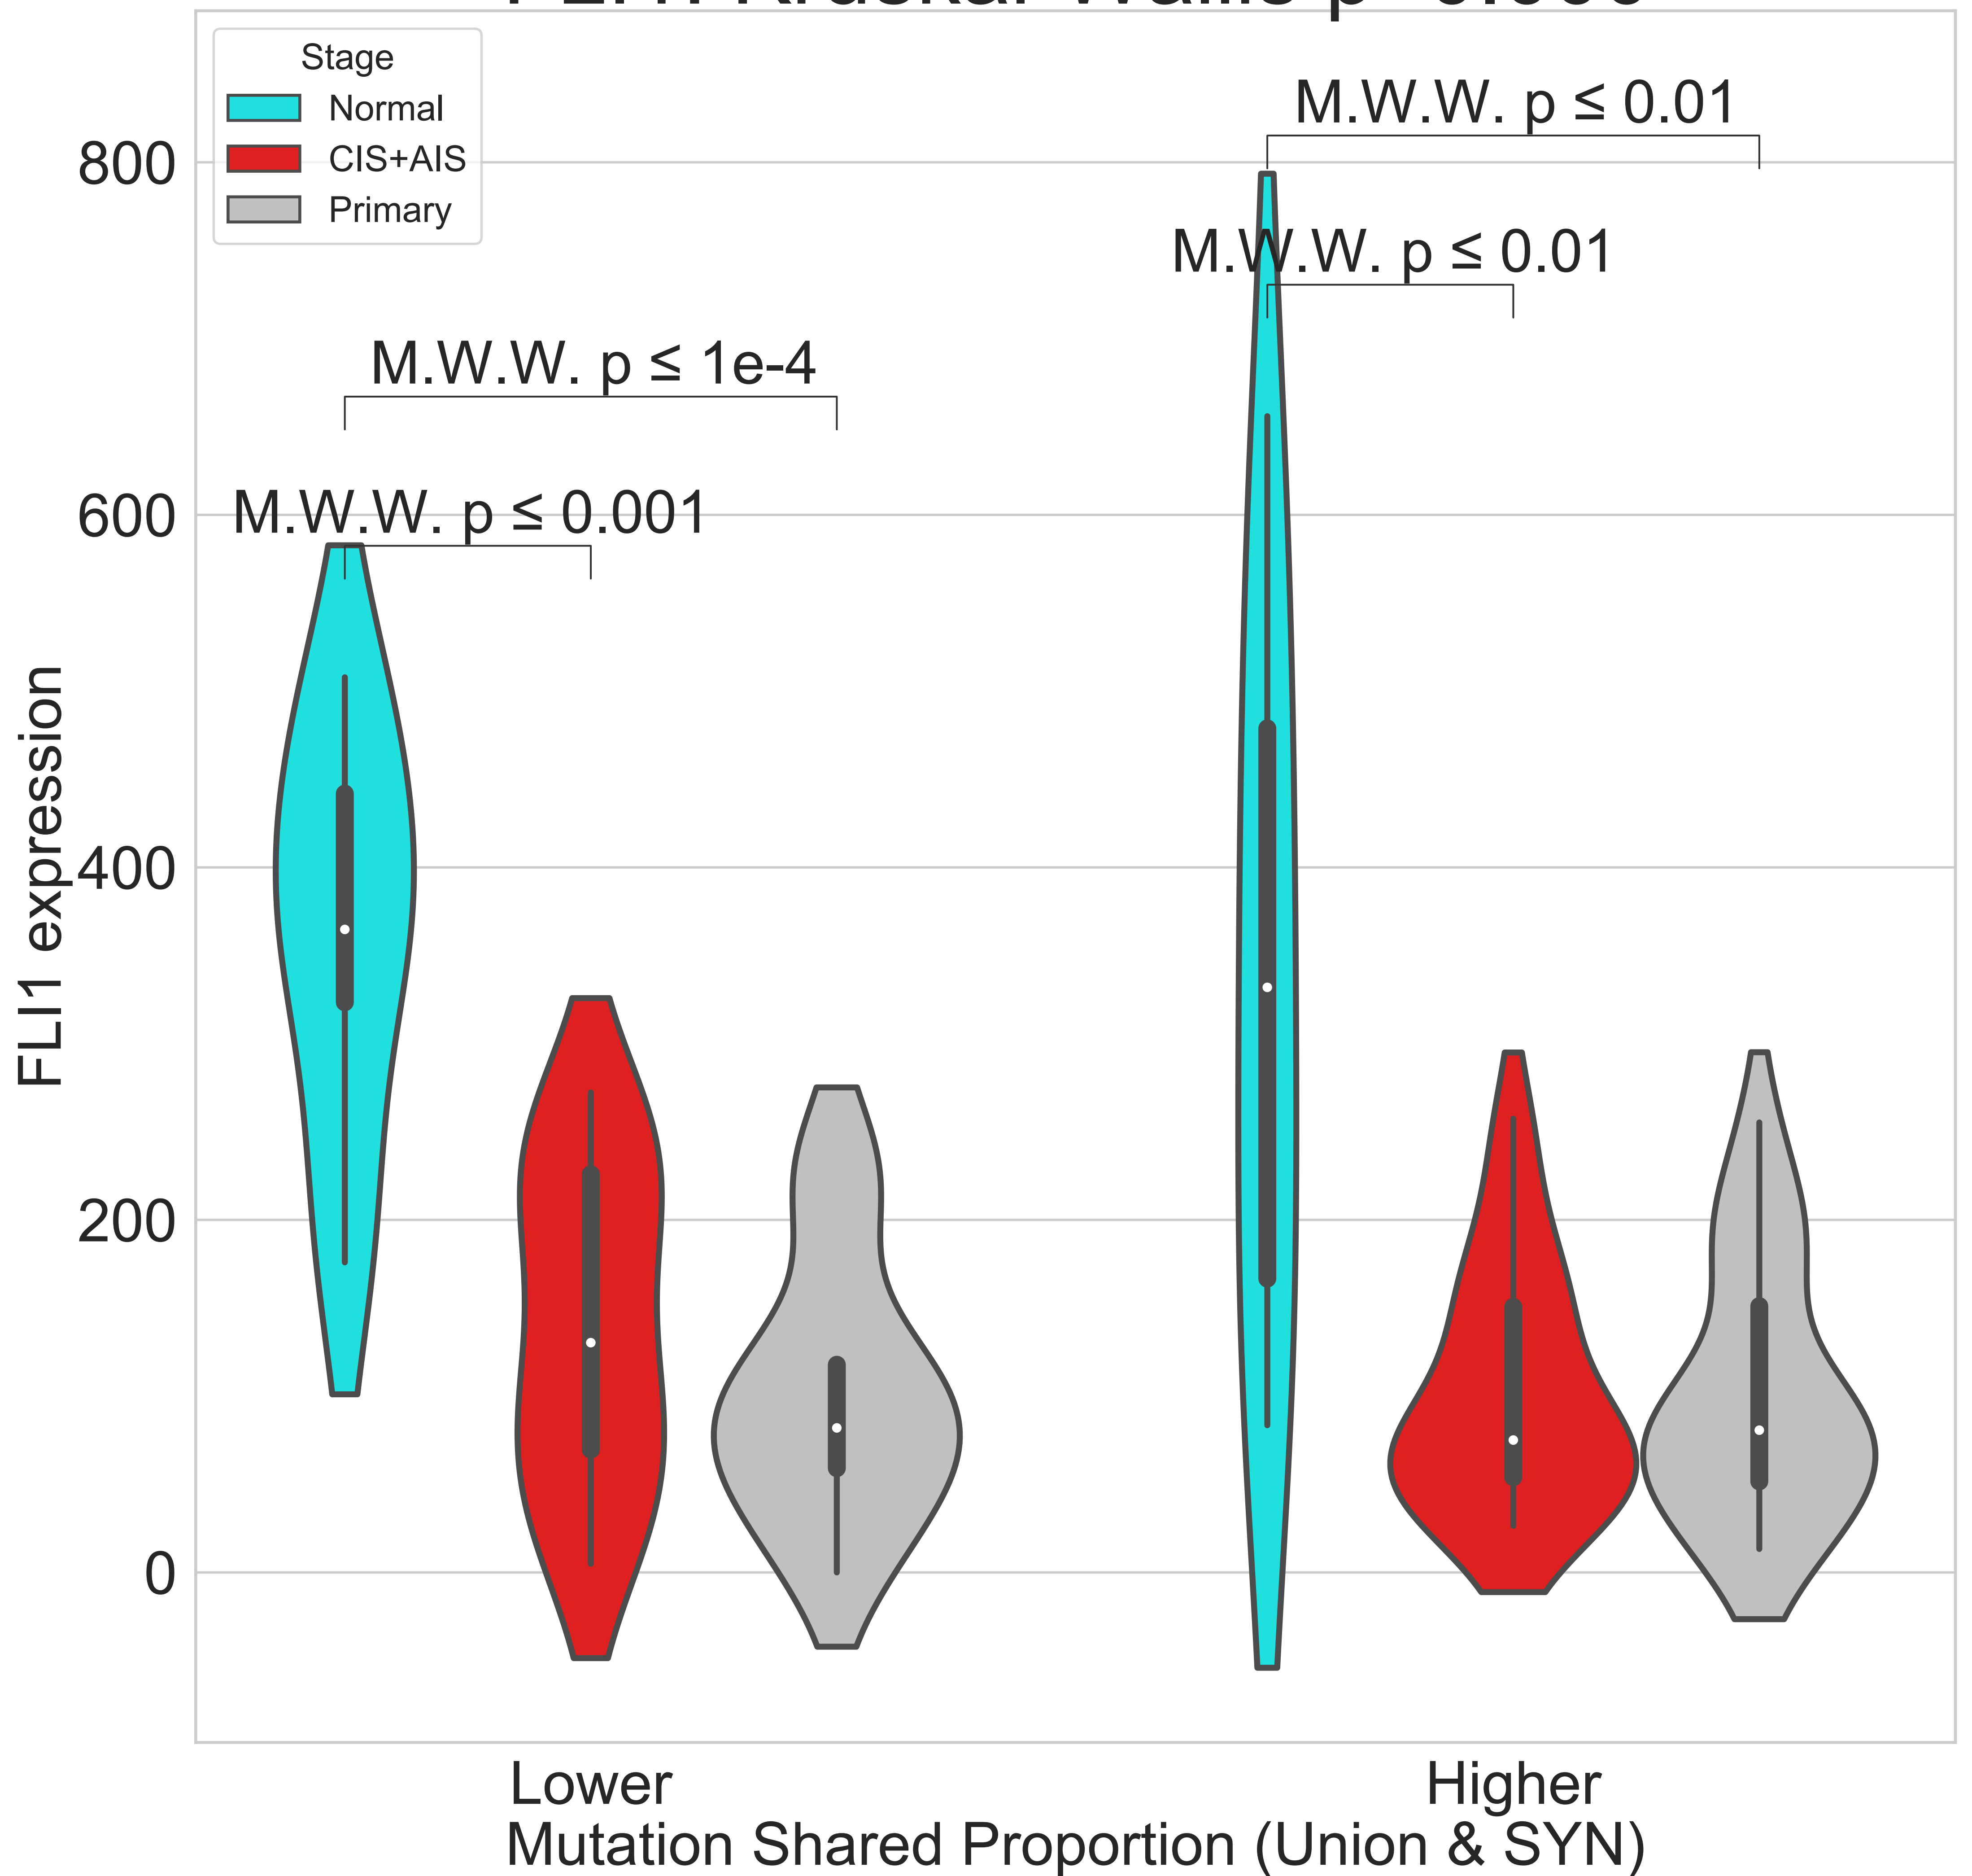 Stage
Normal
CIS+AIS
Primary
M.W.W. p ≤ 0.01
M.W.W. p ≤ 0.01
M.W.W. p ≤ 1e-4
M.W.W. p ≤ 0.001
800
600
400
200
0
FLI1 expression
Lower
Higher
Mutation Shared Proportion (Union & SYN)